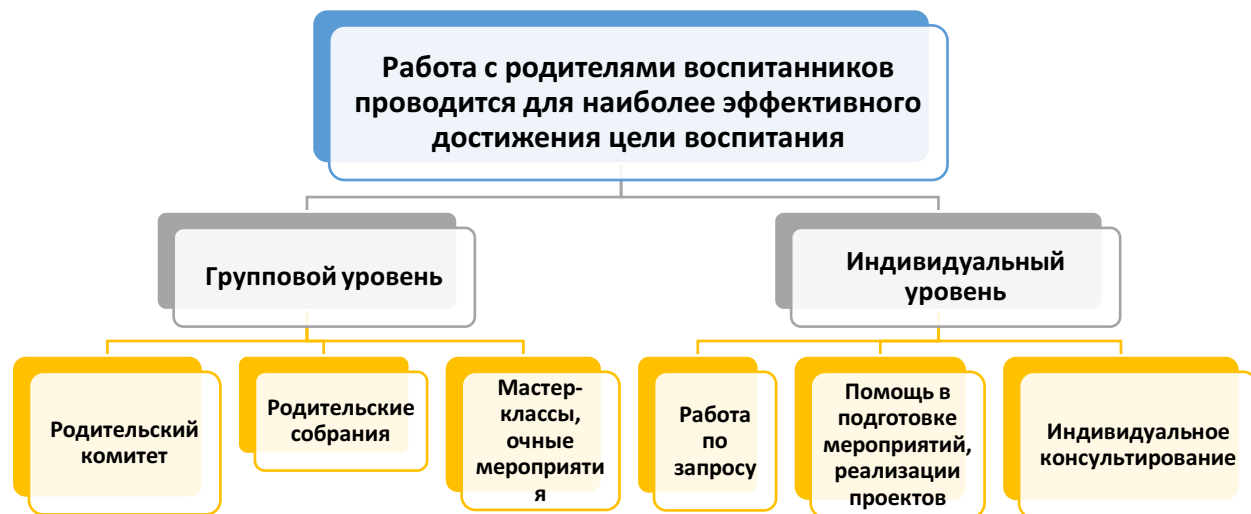 Работа с родителями воспитанников
проводится для наиболее эффективного
достижения цели воспитания
Групповой уровень
Индивидуальный
уровень
Родительский
комитет
Родительские
собрания
Мастер-
классы,
очные
мероприяти
я
Работа
по
запросу
Помощь в
подготовке
мероприятий,
реализации
проектов
Индивидуальное
консультирование